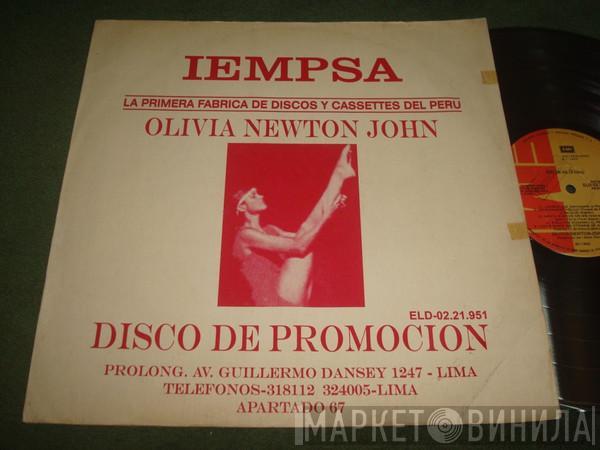 IEMPSA
LA PRIMERA FABRICA DE DISCOS Y CASSETTES DEL PERU
OLIVIA NEWTON JOHN
ELD-02.21.951
DISCO DE PROMOCION
PROLONG. AV. GUILLERMO DANSEY 1247 - LIMA
TELEFONOS-318112 324005-LIMA
APARTADO 67
EMI
МАРКЕТ ВИНИЛА